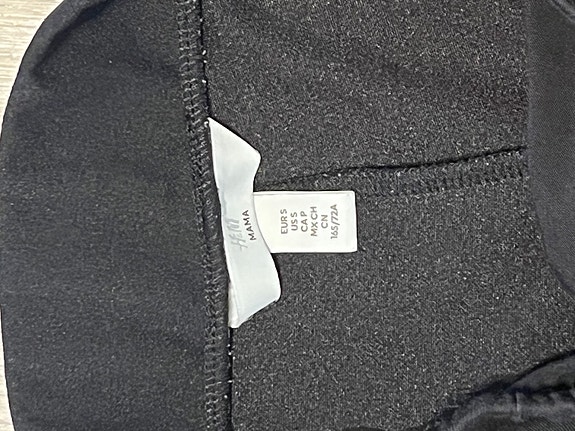 H&M
MAMA
EUR S
US S
CA P
MX CH
CN
165/72A